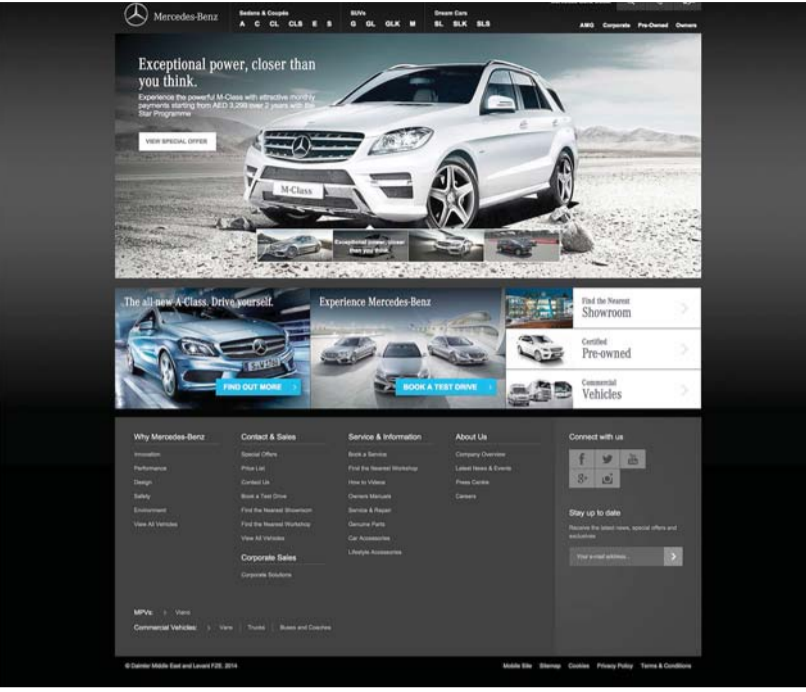 Mercedes-Benz
Sedans & Coupés
A C CL CLS E S
SUVs
G GL GLK M
Dream Cars
SL SLK SLS
AMG Corporate Pre-Owned Owners
Exceptional power, closer than
you think.
Experience the powerful M-Class with attractive monthly
payments starting from AED 3,299 over 2 years with the
Star Programme
VIEW SPECIAL OFFER
M-Class
Exceptional power, closer
than you think.
The all-new A-Class. Drive yourself.
FIND OUT MORE
Experience Mercedes-Benz
BOOK A TEST DRIVE
Find the Nearest
Showroom
Certified
Pre-owned
Commercial
Vehicles
Why Mercedes-Benz
Innovation
Performance
Design
Safety
Environment
View All Vehicles
Contact & Sales
Special Offers
Price List
Contact Us
Book a Test Drive
Find the Nearest Showroom
Find the Nearest Workshop
View All Vehicles
Corporate Sales
Corporate Solutions
Service & Information
Book a Service
Find the Nearest Workshop
How to Videos
Owners Manuals
Service & Repair
Genuine Parts
Car Accessories
Lifestyle Accessories
About Us
Company Overview
Latest News & Events
Press Centre
Careers
Connect with us
Stay up to date
Receive the latest news, special offers and
exclusives
Your e-mail address...
MPVs: > Viano
Commercial Vehicles: > Vans | Trucks | Buses and Coaches
© Daimler Middle East and Levant FZE. 2014
Mobile Site Sitemap Cookies Privacy Policy Terms & Conditions